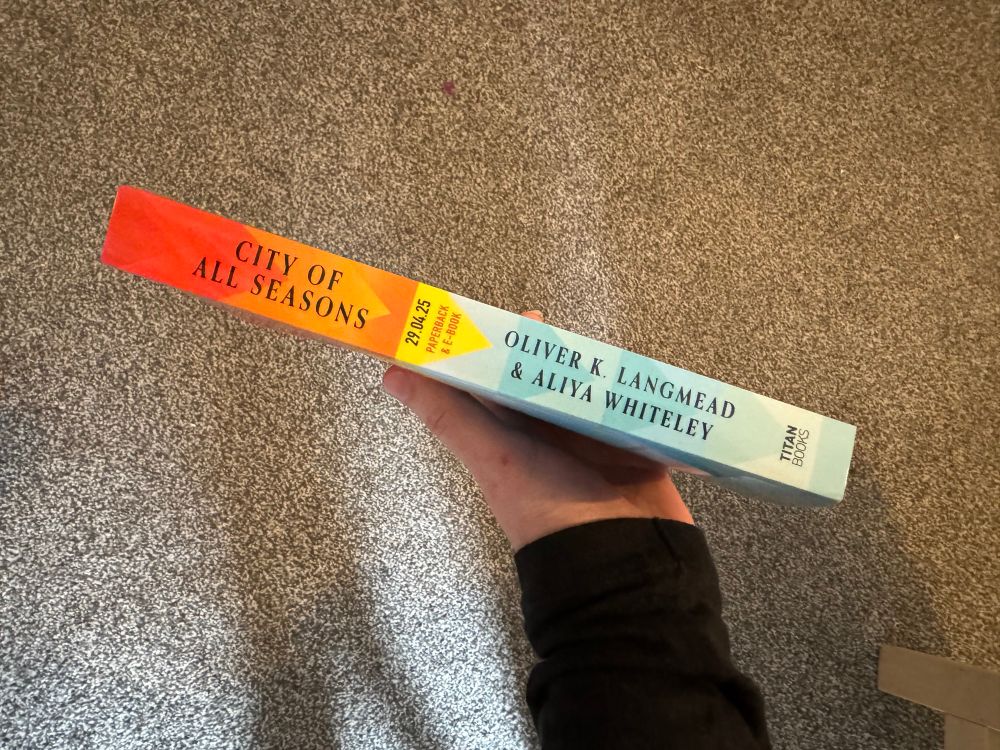 CITY OF
ALL SEASONS
29.04.25
PAPERBACK
& E-BOOK
OLIVER K. LANGMEAD
& ALIYA WHITELEY
TITAN
BOOKS